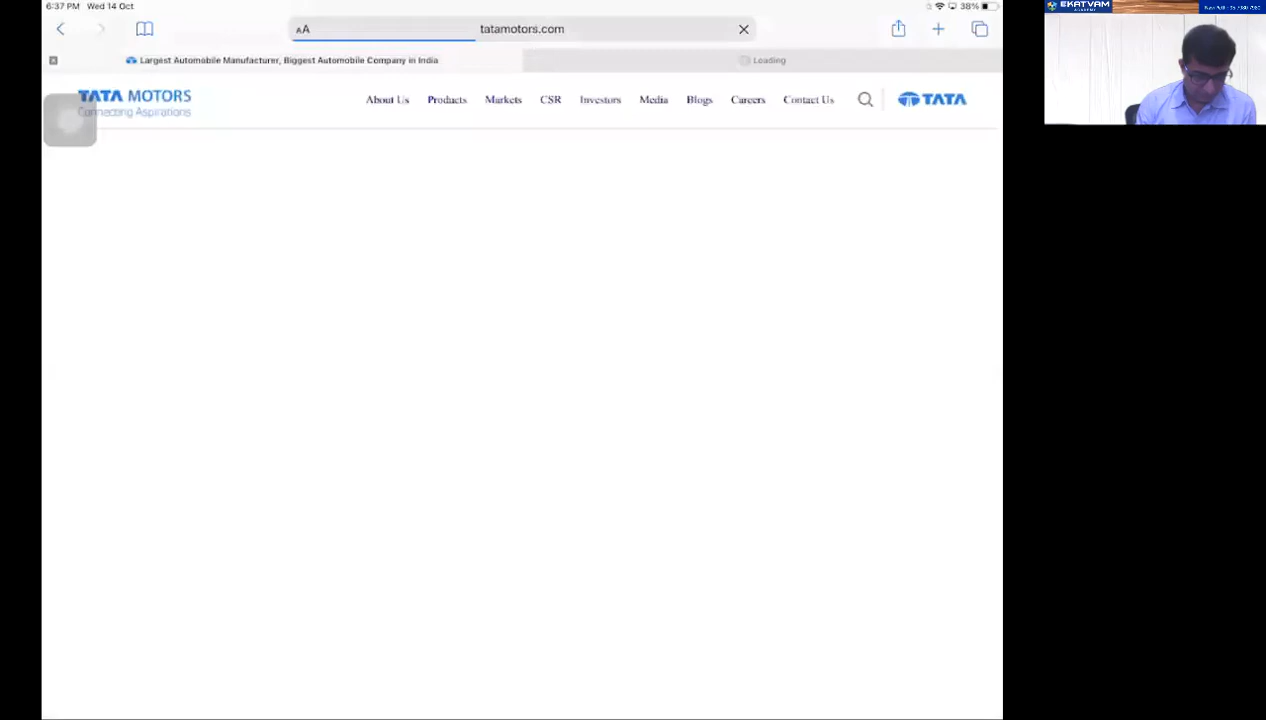 6:37 PM Wed 14 Oct
38%
AA
tatamotors.com
Largest Automobile Manufacturer, Biggest Automobile Company in India
Loading
TATA MOTORS
Connecting Aspirations
About Us Products Markets CSR Investors Media Blogs Careers Contact Us
TATA
EKATVAM
ACADEMY